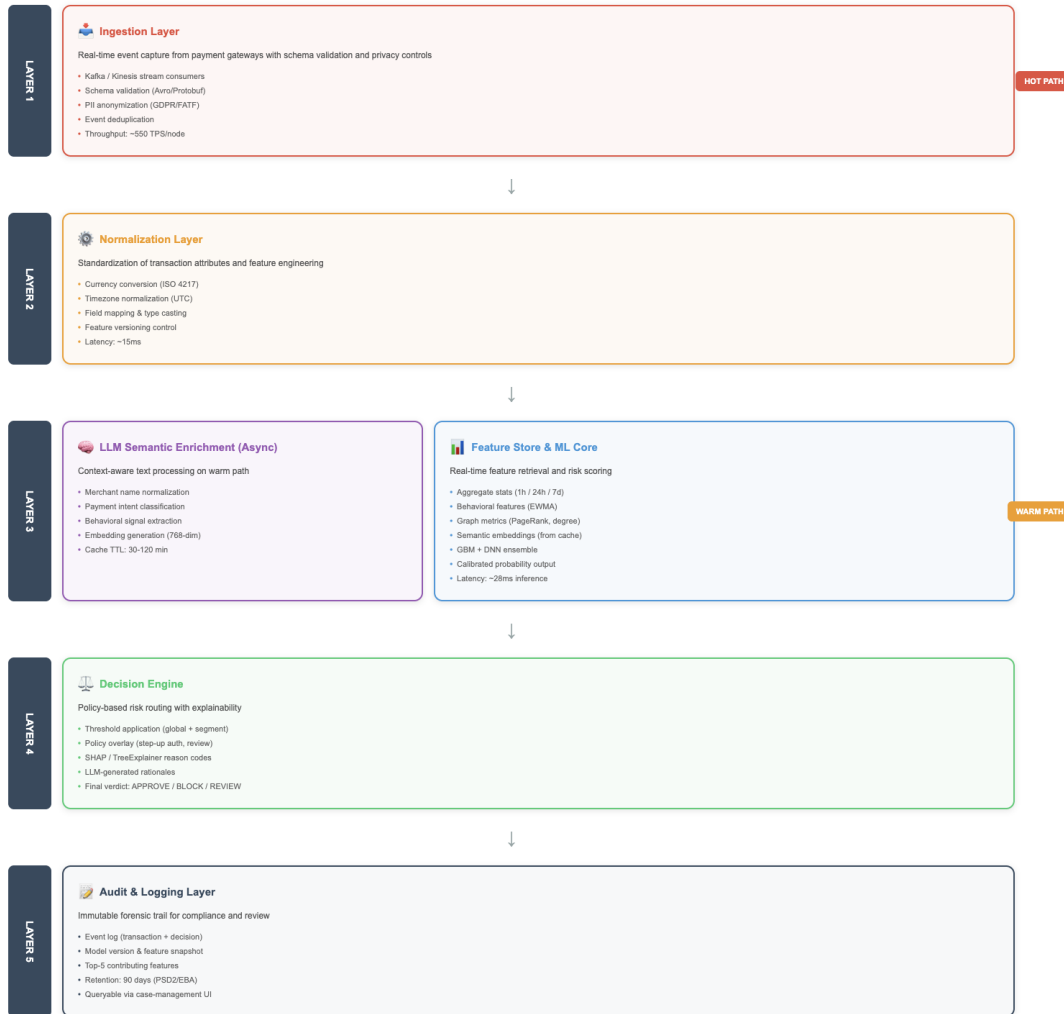 LAYER 1
Ingestion Layer
Real-time event capture from payment gateways with schema validation and privacy controls
• Kafka / Kinesis stream consumers
• Schema validation (Avro/Protobuf)
• PII anonymization (GDPR/FATF)
• Event deduplication
• Throughput: ~550 TPS/node
HOT PATH
↓
LAYER 2
Normalization Layer
Standardization of transaction attributes and feature engineering
• Currency conversion (ISO 4217)
• Timezone normalization (UTC)
• Field mapping & type casting
• Feature versioning control
• Latency: ~15ms
↓
LAYER 3
LLM Semantic Enrichment (Async)
Context-aware text processing on warm path
• Merchant name normalization
• Payment intent classification
• Behavioral signal extraction
• Embedding generation (768-dim)
• Cache TTL: 30-120 min
Feature Store & ML Core
Real-time feature retrieval and risk scoring
• Aggregate stats (1h / 24h / 7d)
• Behavioral features (EWMA)
• Graph metrics (PageRank, degree)
• Semantic embeddings (from cache)
• GBM + DNN ensemble
• Calibrated probability output
• Latency: ~28ms inference
WARM PATH
↓
LAYER 4
Decision Engine
Policy-based risk routing with explainability
• Threshold application (global + segment)
• Policy overlay (step-up auth, review)
• SHAP / TreeExplainer reason codes
• LLM-generated rationales
• Final verdict: APPROVE / BLOCK / REVIEW
↓
LAYER 5
Audit & Logging Layer
Immutable forensic trail for compliance and review
• Event log (transaction + decision)
• Model version & feature snapshot
• Top-5 contributing features
• Retention: 90 days (PSD2/EBA)
• Queryable via case-management UI